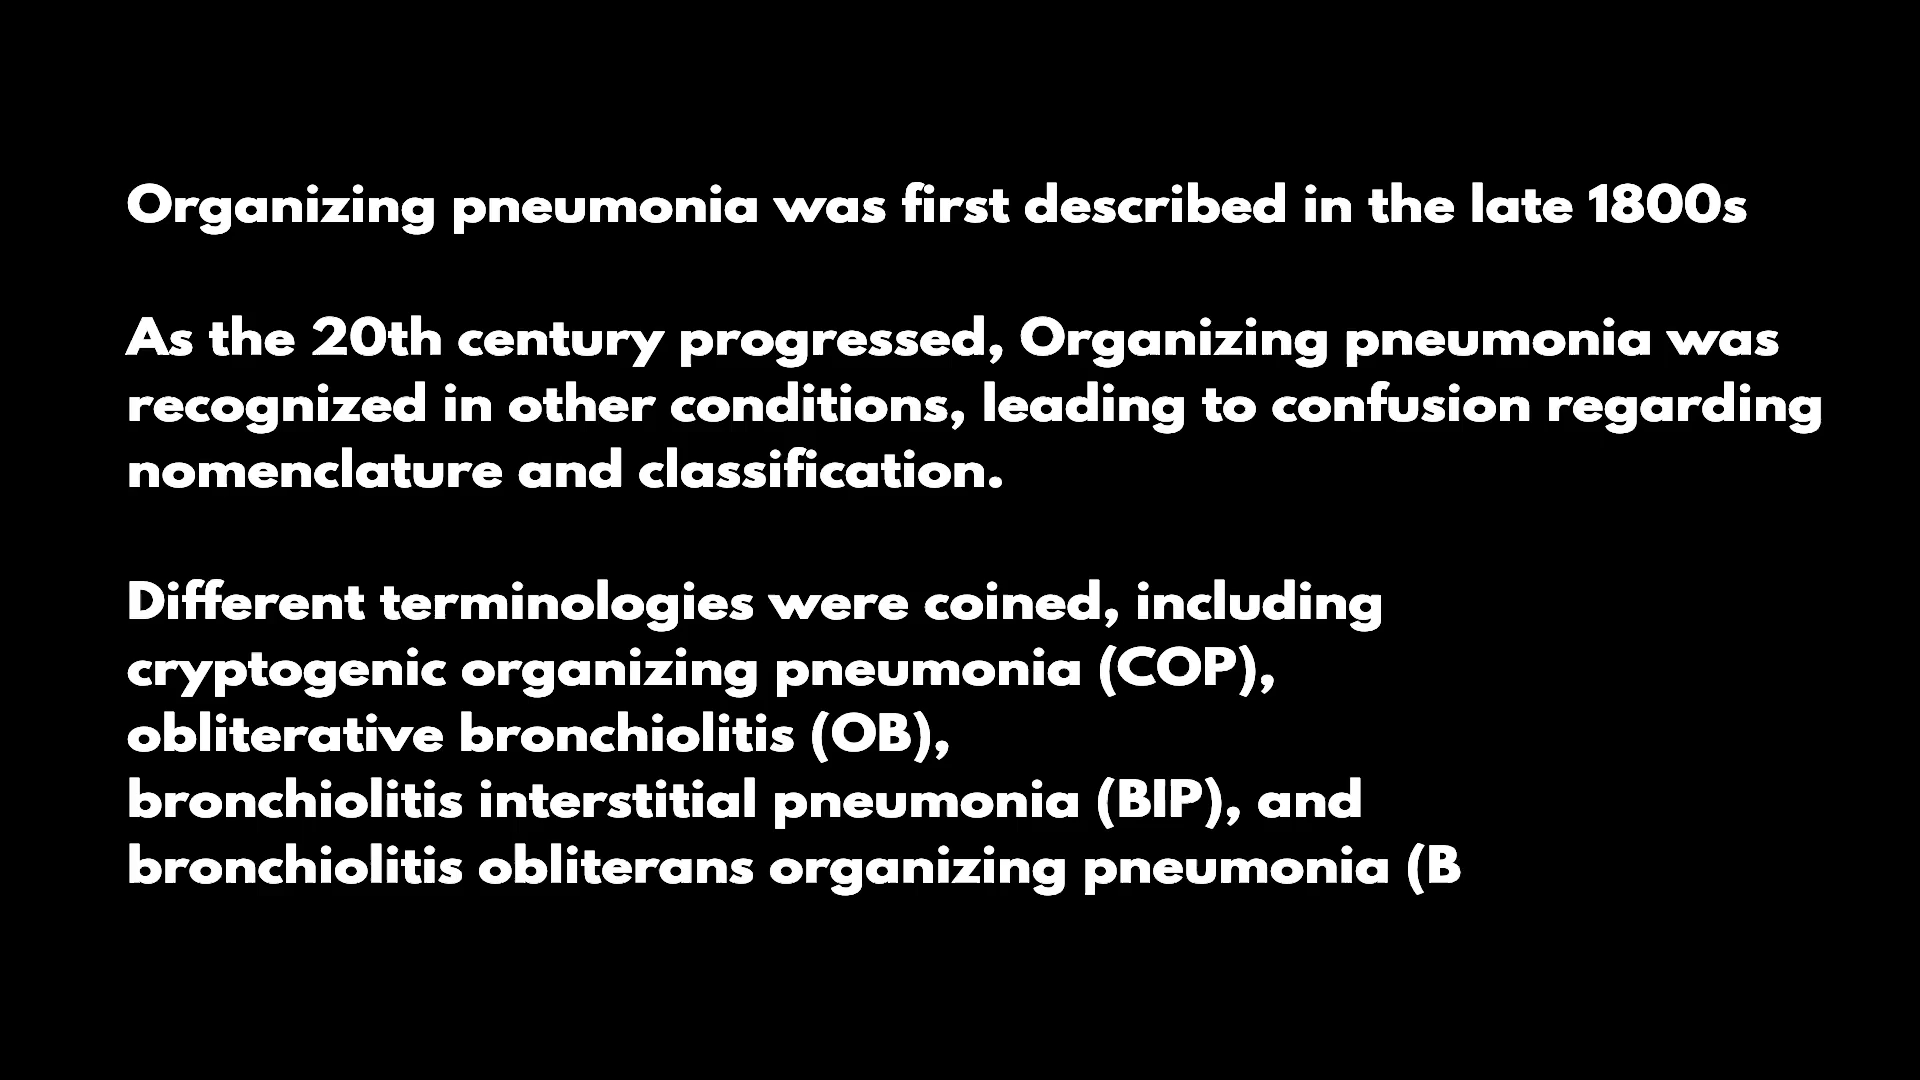 Organizing pneumonia was first described in the late 1800s
As the 20th century progressed, Organizing pneumonia was
recognized in other conditions, leading to confusion regarding
nomenclature and classification.
Different terminologies were coined, including
cryptogenic organizing pneumonia (COP),
obliterative bronchiolitis (OB),
bronchiolitis interstitial pneumonia (BIP), and
bronchiolitis obliterans organizing pneumonia (B